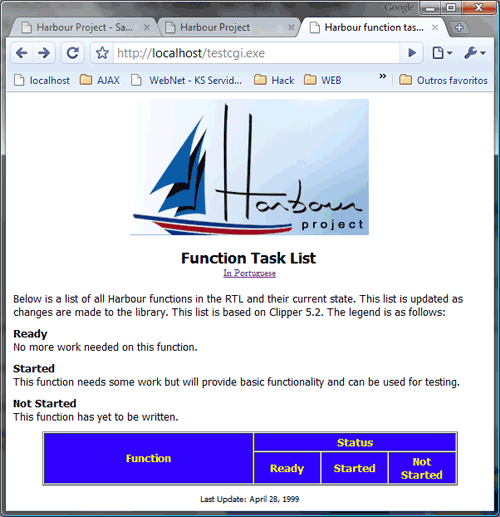 Google
Harbour Project - Sa...
Harbour Project
Harbour function tas...
http://localhost/testcgi.exe
localhost
AJAX
WebNet - KS Servid...
Hack
WEB
»
Outros favoritos
Harbour
project
Function Task List
In Portuguese
Below is a list of all Harbour functions in the RTL and their current state. This list is updated as
changes are made to the library. This list is based on Clipper 5.2. The legend is as follows:
Ready
No more work needed on this function.
Started
This function needs some work but will provide basic functionality and can be used for testing.
Not Started
This function has yet to be written.
Function
Status
Ready
Started
Not
Started
Last Update: April 28, 1999